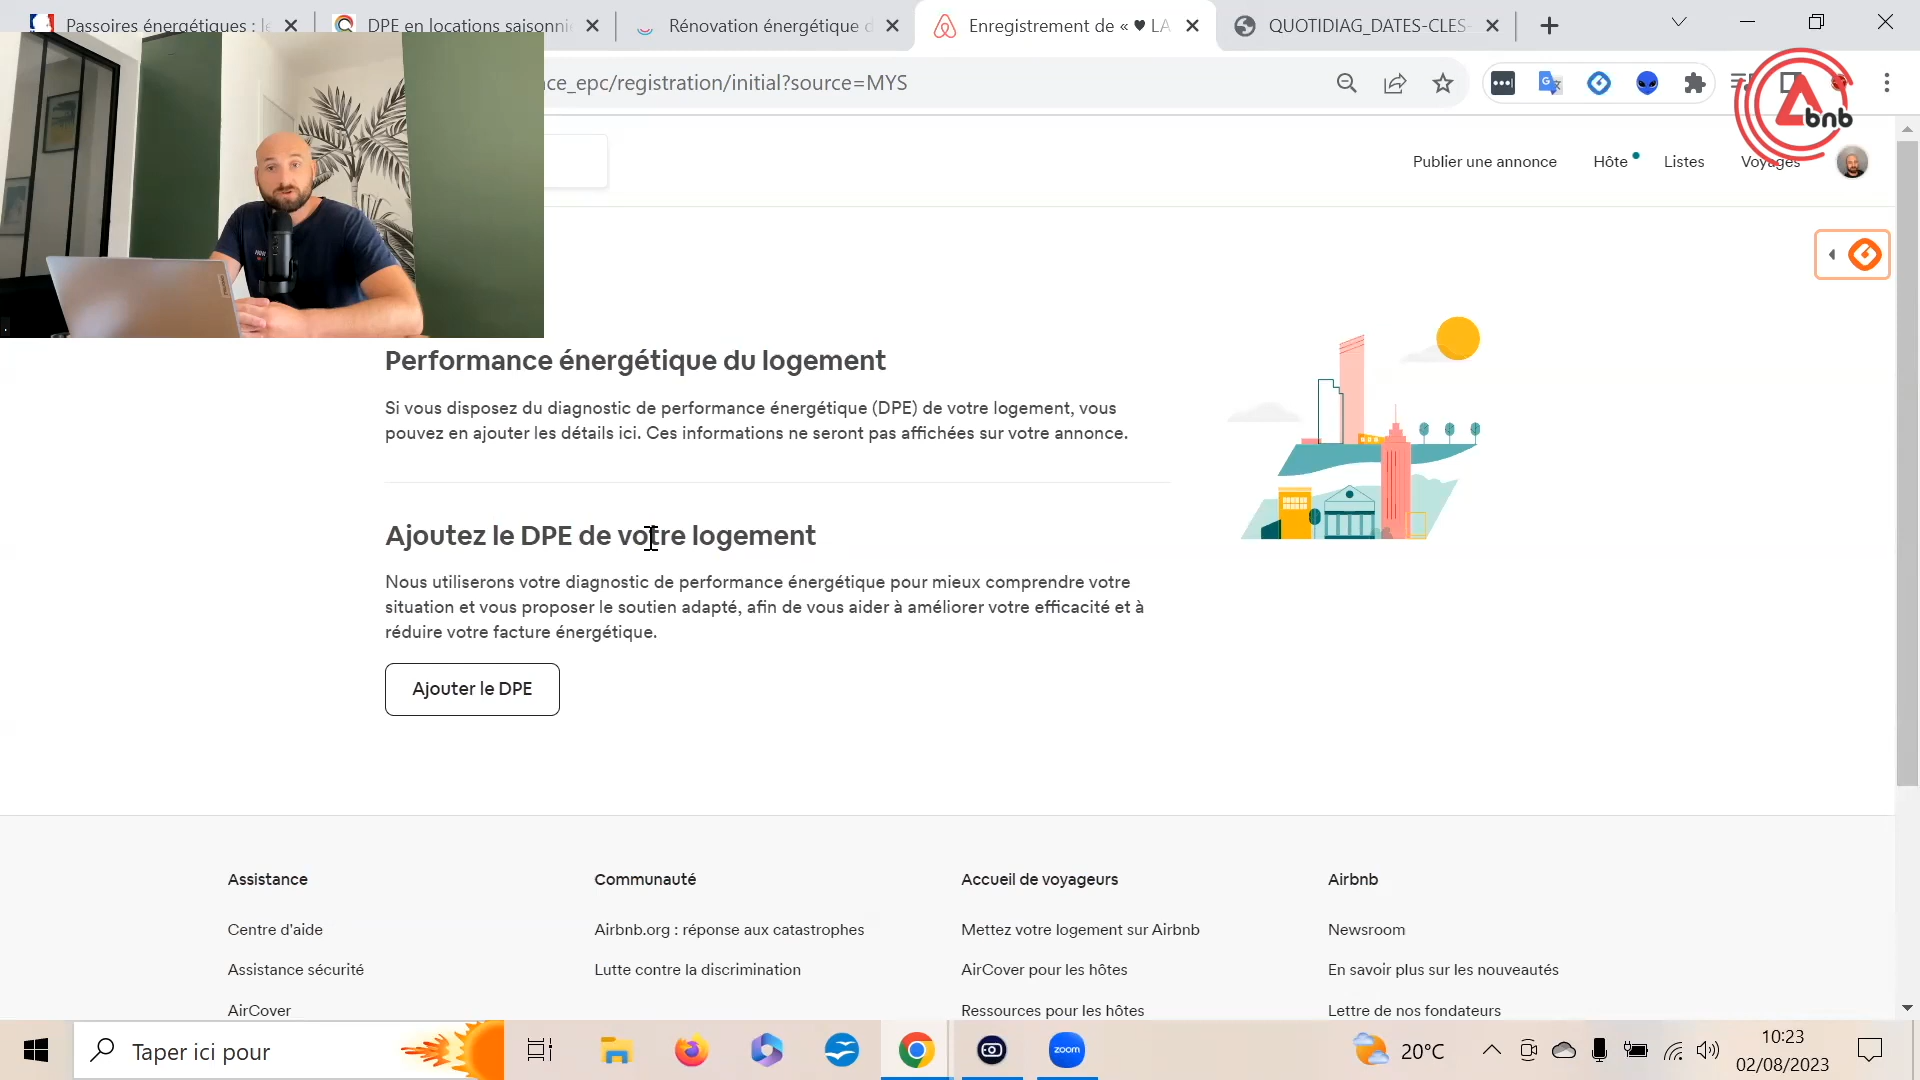 Passoires énergétiques : le
DPE en locations saisonni
Rénovation énergétique d
Enregistrement de « ♥ LA
QUOTIDIAG_DATES-CLES-
ce_epc/registration/initial?source=MYS
Abnb
Publier une annonce
Hôte
Listes
Voyages
Performance énergétique du logement
Si vous disposez du diagnostic de performance énergétique (DPE) de votre logement, vous
pouvez en ajouter les détails ici. Ces informations ne seront pas affichées sur votre annonce.
Ajoutez le DPE de votre logement
Nous utiliserons votre diagnostic de performance énergétique pour mieux comprendre votre
situation et vous proposer le soutien adapté, afin de vous aider à améliorer votre efficacité et à
réduire votre facture énergétique.
Ajouter le DPE
Assistance
Communauté
Accueil de voyageurs
Airbnb
Centre d'aide
Airbnb.org : réponse aux catastrophes
Mettez votre logement sur Airbnb
Newsroom
Assistance sécurité
Lutte contre la discrimination
AirCover pour les hôtes
En savoir plus sur les nouveautés
AirCover
Ressources pour les hôtes
Lettre de nos fondateurs
Taper ici pour
zoom
20°C
10:23
02/08/2023